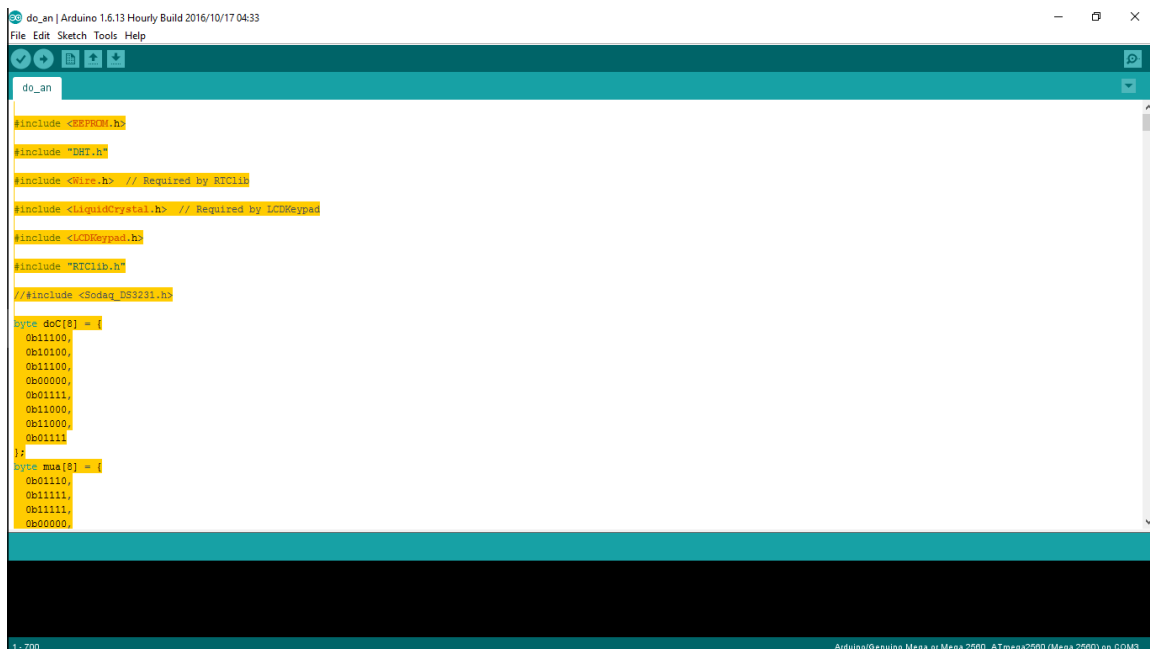 do_an | Arduino 1.6.13 Hourly Build 2016/10/17 04:33
File Edit Sketch Tools Help
do_an
#include <EEPROM.h>
#include "DHT.h"
#include <Wire.h>  // Required by RTClib
#include <LiquidCrystal.h>  // Required by LCDKeypad
#include <LCDKeypad.h>
#include "RTClib.h"
//#include <Sodaq_DS3231.h>
byte doC[8] = {
  0b11100,
  0b10100,
  0b11100,
  0b00000,
  0b01111,
  0b11000,
  0b11000,
  0b01111
};
byte mua[8] = {
  0b01110,
  0b11111,
  0b11111,
  0b00000,
1 - 700
Arduino/Genuino Mega or Mega 2560, ATmega2560 (Mega 2560) on COM3